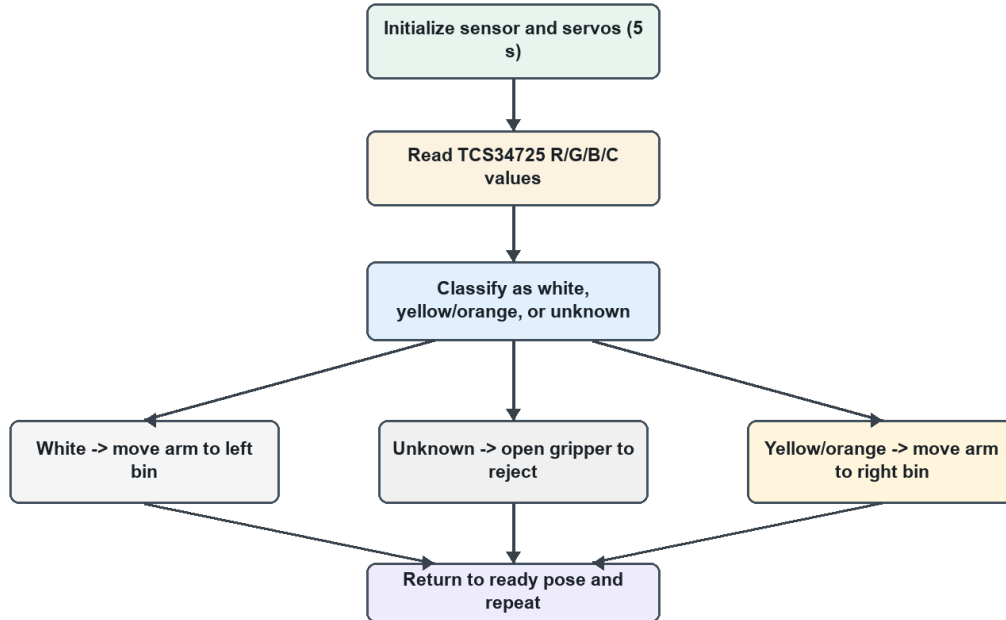 Initialize sensor and servos (5
s)
Read TCS34725 R/G/B/C
values
Classify as white,
yellow/orange, or unknown
White -> move arm to left
bin
Unknown -> open gripper to
reject
Yellow/orange -> move arm
to right bin
Return to ready pose and
repeat